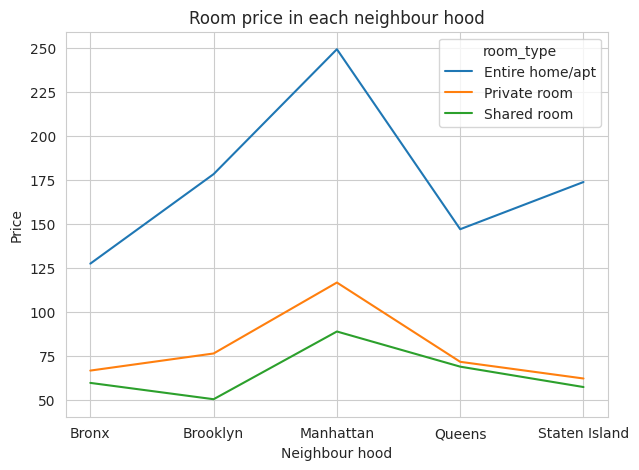 Room price in each neighbour hood
room_type
Entire home/apt
Private room
Shared room
Price
250
225
200
175
150
125
100
75
50
Bronx Brooklyn Manhattan Queens Staten Island
Neighbour hood